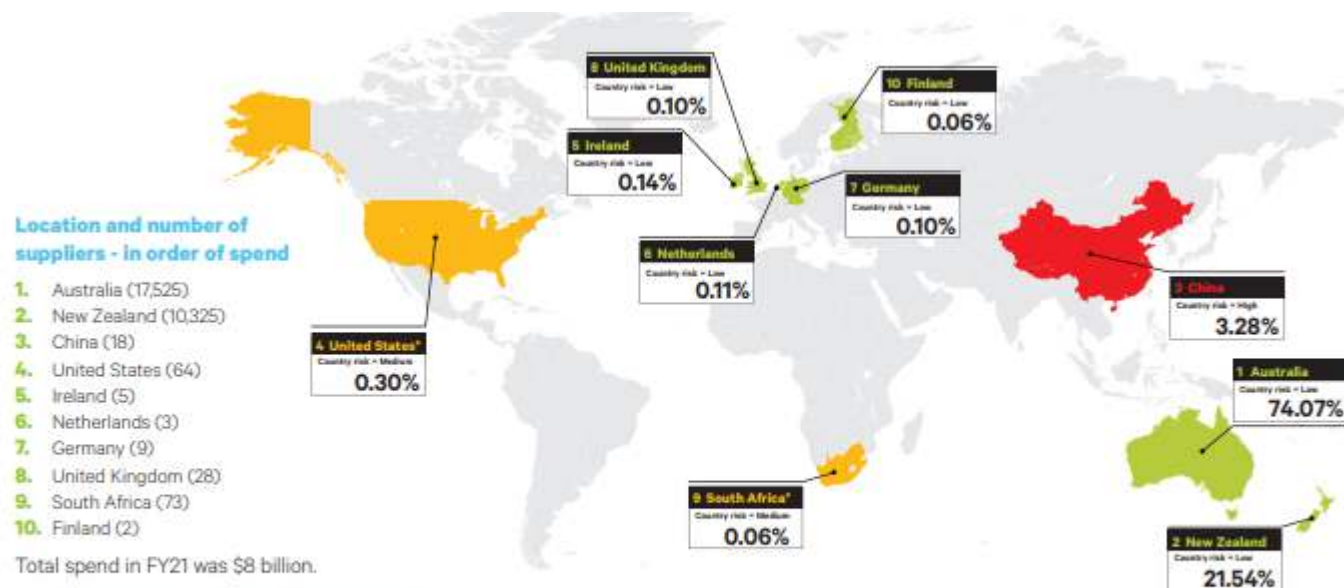 8 United Kingdom
Country risk = Low
0.10%
10 Finland
Country risk = Low
0.06%
5 Ireland
Country risk = Low
0.14%
7 Germany
Country risk = Low
0.10%
6 Netherlands
Country risk = Low
0.11%
Location and number of
suppliers - in order of spend
1. Australia (17,525)
2. New Zealand (10,325)
3. China (18)
4. United States (64)
5. Ireland (5)
6. Netherlands (3)
7. Germany (9)
8. United Kingdom (28)
9. South Africa (73)
10. Finland (2)
Total spend in FY21 was $8 billion.
3 China
Country risk = High
3.28%
4 United States*
Country risk = Medium
0.30%
1 Australia
Country risk = Low
74.07%
9 South Africa*
Country risk = Medium
0.06%
2 New Zealand
Country risk = Low
21.54%